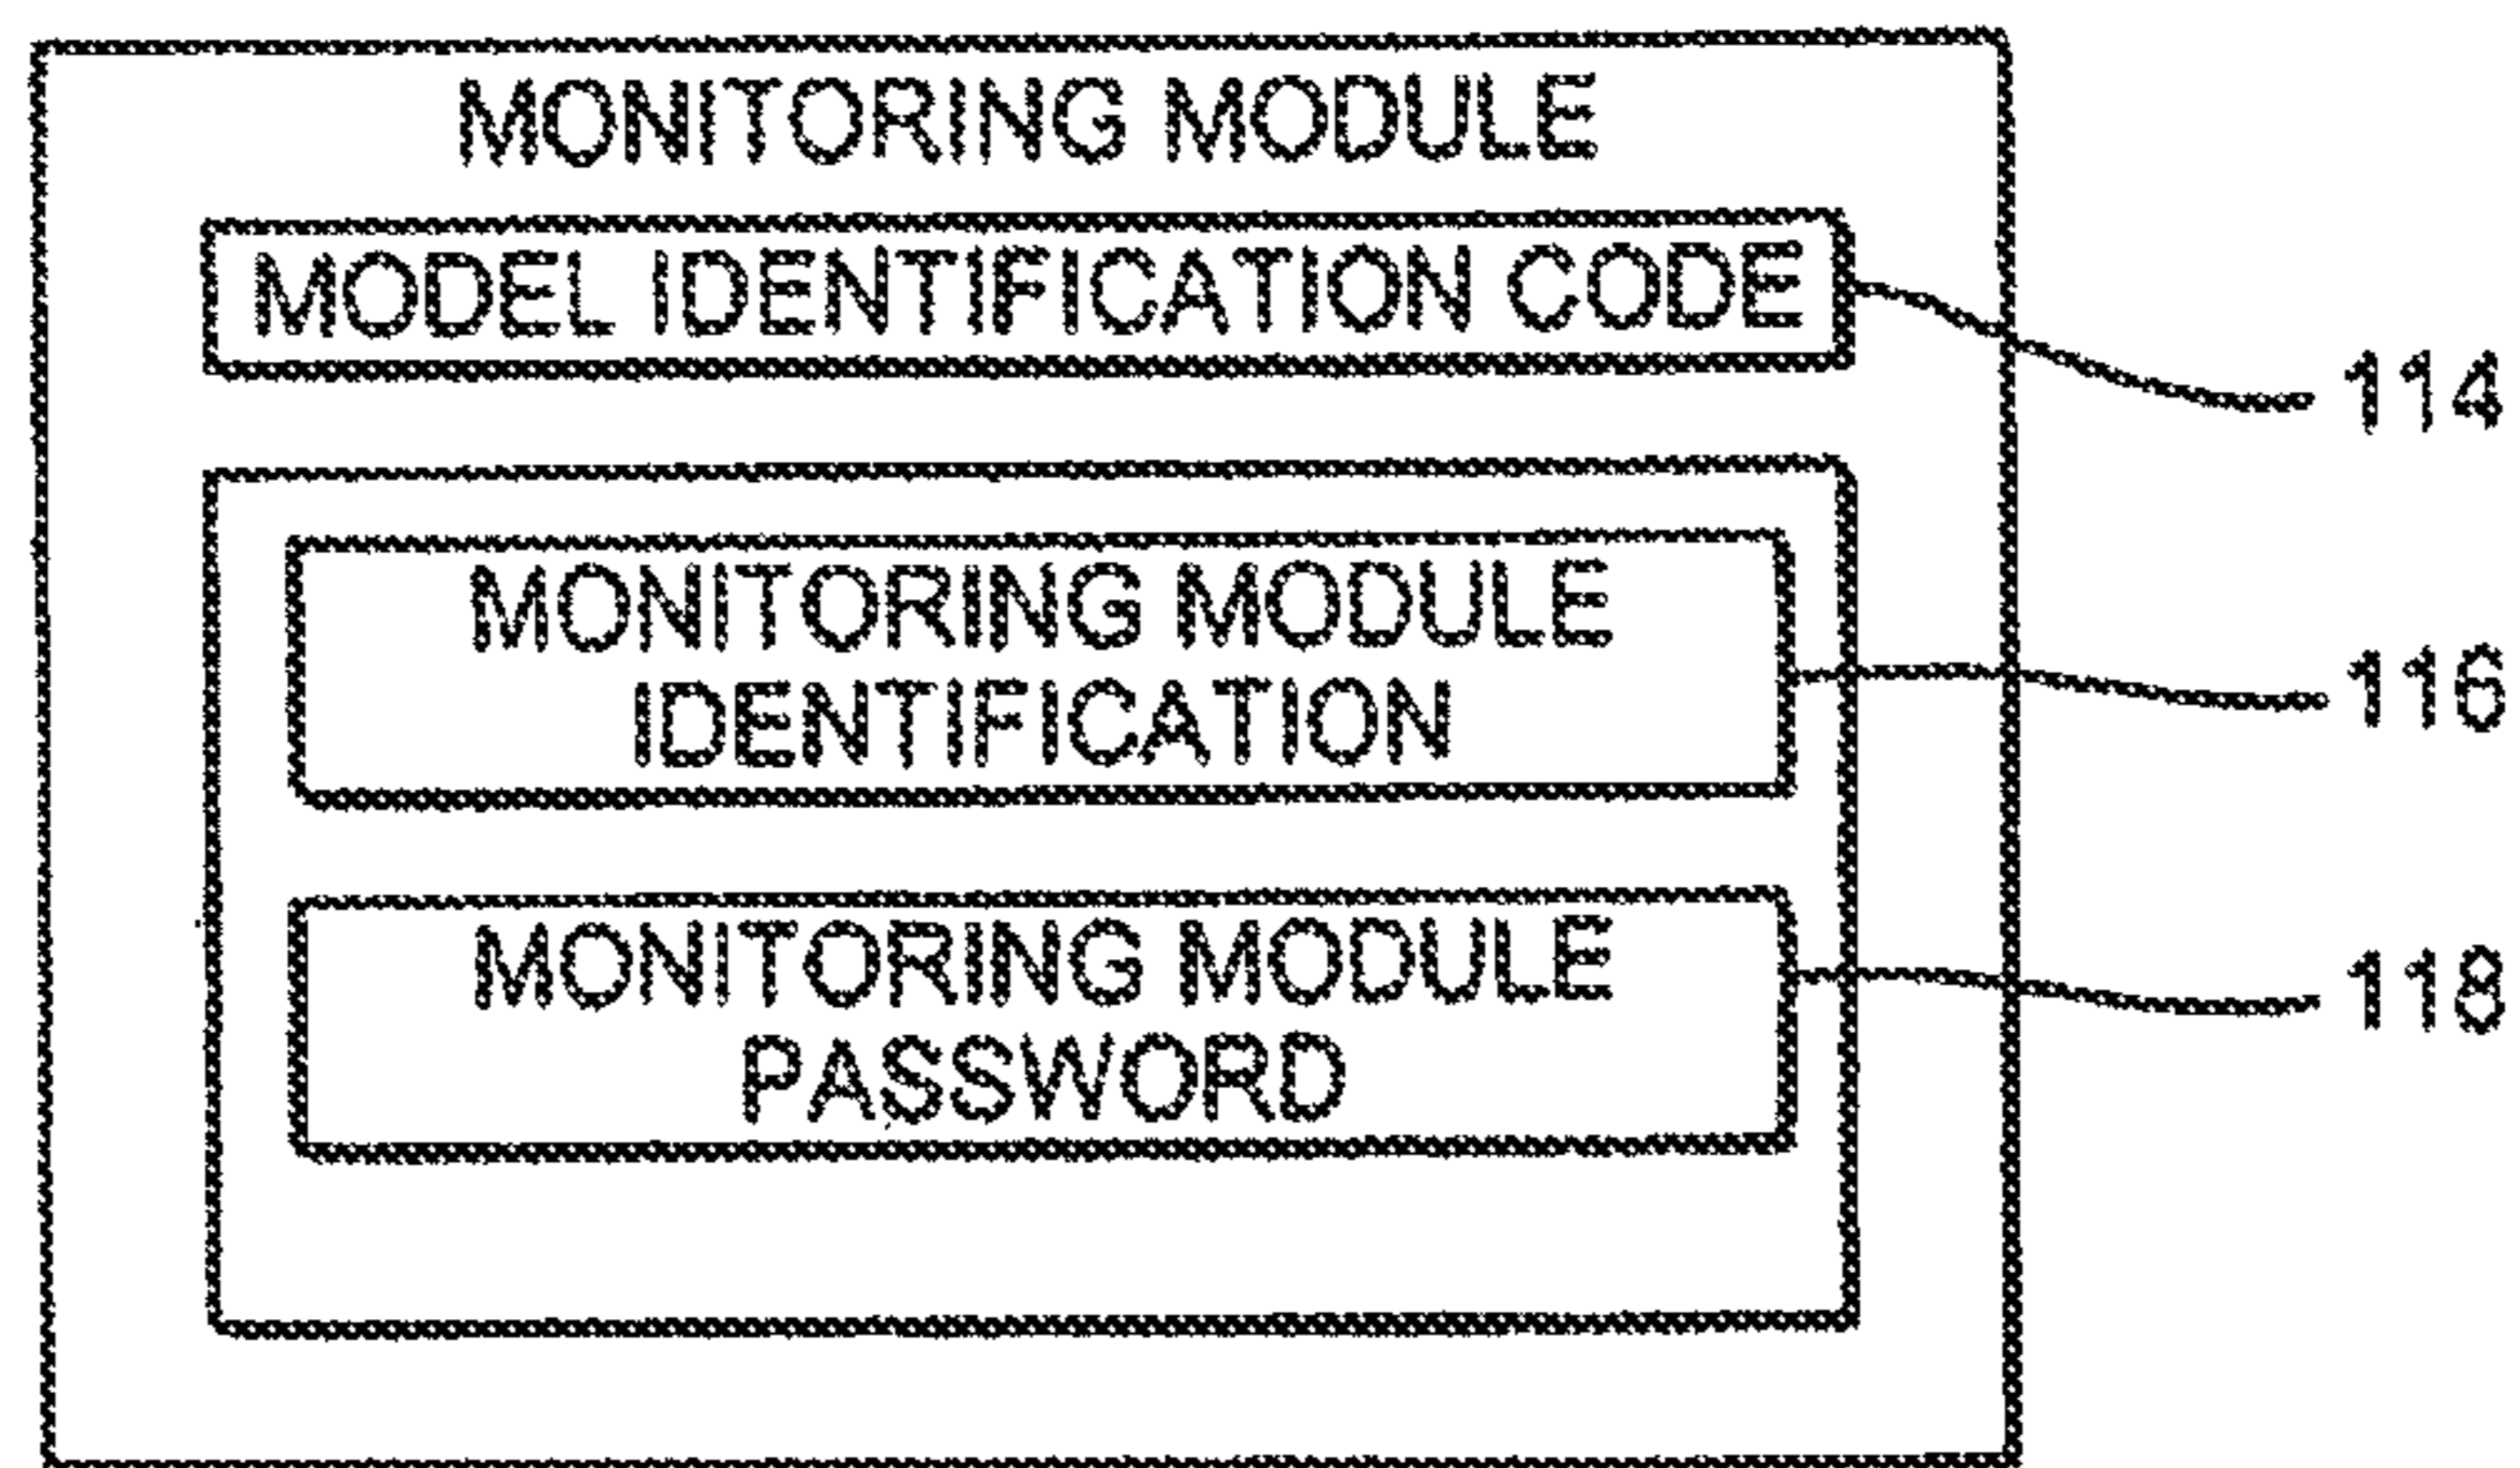 MONITORING MODULE
MODEL IDENTIFICATION CODE
114
MONITORING MODULE
IDENTIFICATION
116
MONITORING MODULE
PASSWORD
118